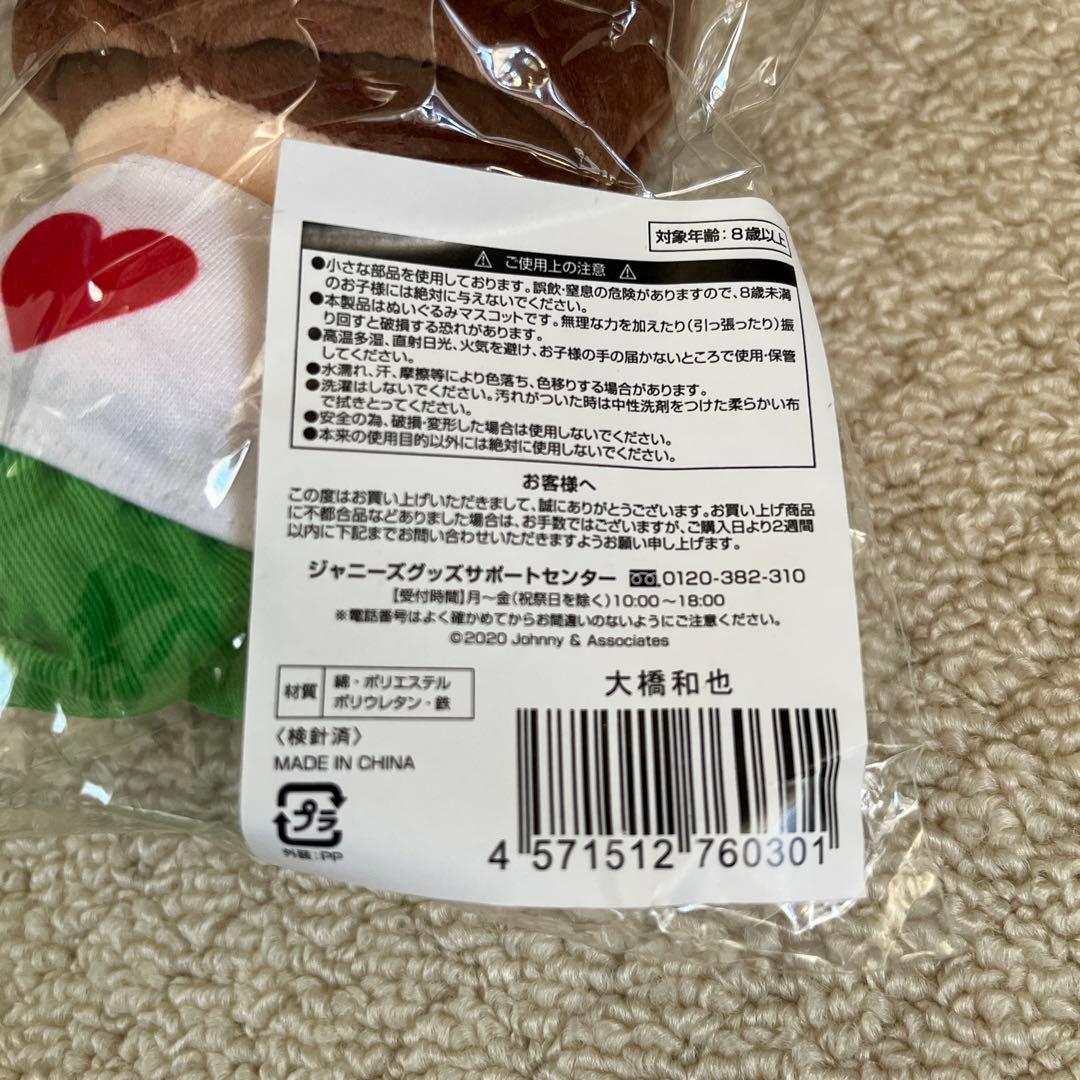 対象年齢:8歳以上
⚠ ご使用上の注意 ⚠
●小さな部品を使用しております。誤飲・窒息の危険がありますので、8歳未満
のお子様には絶対に与えないでください。
●本製品はぬいぐるみマスコットです。無理な力を加えたり(引っ張ったり)振
り回すと破損する恐れがあります。
●高温多湿、直射日光、火気を避け、お子様の手の届かないところで使用・保管
してください。
●水濡れ、汗、摩擦等により色落ち、色移りする場合があります。
●洗濯はしないでください。汚れがついた時は中性洗剤をつけた柔らかい布
で拭きとってください。
●安全の為、破損・変形した場合は使用しないでください。
●本来の使用目的以外には絶対に使用しないでください。
お客様へ
この度はお買い上げいただきまして、誠にありがとうございます。お買い上げ商品
に不都合品などありました場合は、お手数ではございますが、ご購入日より2週間
以内に下記までお問い合わせいただきますようお願い申し上げます。
ジャニーズグッズサポートセンター 0120-382-310
【受付時間】月〜金(祝祭日を除く)10:00〜18:00
※電話番号はよく確かめてからお間違いのないようにご注意ください。
©2020 Johnny & Associates
材質 綿・ポリエステル
ポリウレタン・鉄
大橋和也
〈検針済〉
MADE IN CHINA
プラ
外装:PP
4 571512 760301